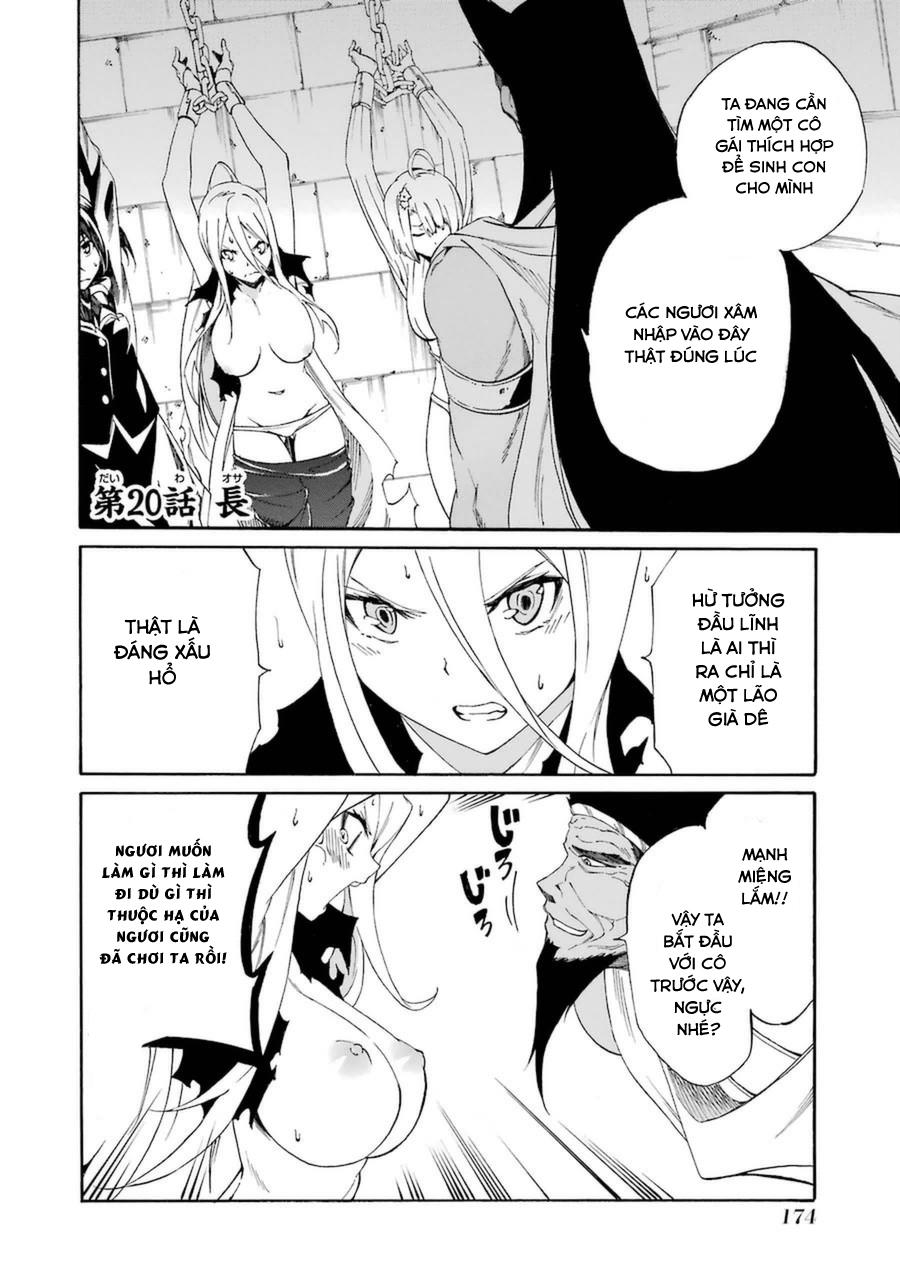 TA ĐANG CẦN
TÌM MỘT CÔ
GÁI THÍCH HỢP
ĐỂ SINH CON
CHO MÌNH
CÁC NGƯƠI XÂM
NHẬP VÀO ĐÂY
THẬT ĐÚNG LÚC
だい わ オサ
第20話 長
HỪ TƯỞNG
ĐẦU LĨNH
LÀ AI THÌ
RA CHỈ LÀ
MỘT LÃO
GIÀ DÊ
THẬT LÀ
ĐÁNG XẤU
HỔ
MẠNH
MIỆNG
LẮM!!
VẬY TA
BẮT ĐẦU
VỚI CÔ
TRƯỚC VẬY,
NGỰC
NHÉ?
じろ
じろ
NGƯƠI MUỐN
LÀM GÌ THÌ LÀM
ĐI DÙ GÌ THÌ
THUỘC HẠ CỦA
NGƯƠI CŨNG
ĐÃ CHƠI TA RỒI!
174